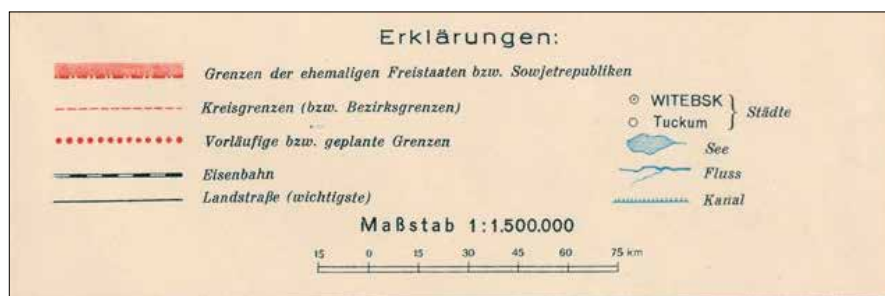 Erklärungen:
Grenzen der ehemaligen Freistaaten bzw. Sowjetrepubliken
Kreisgrenzen (bzw. Bezirksgrenzen)
Vorläufige bzw. geplante Grenzen
Eisenbahn
Landstraße (wichtigste)
WITEBSK
Tuckum
Städte
See
Fluss
Kanal
Maßstab 1:1.500.000
15 0 15 30 45 60 75 km